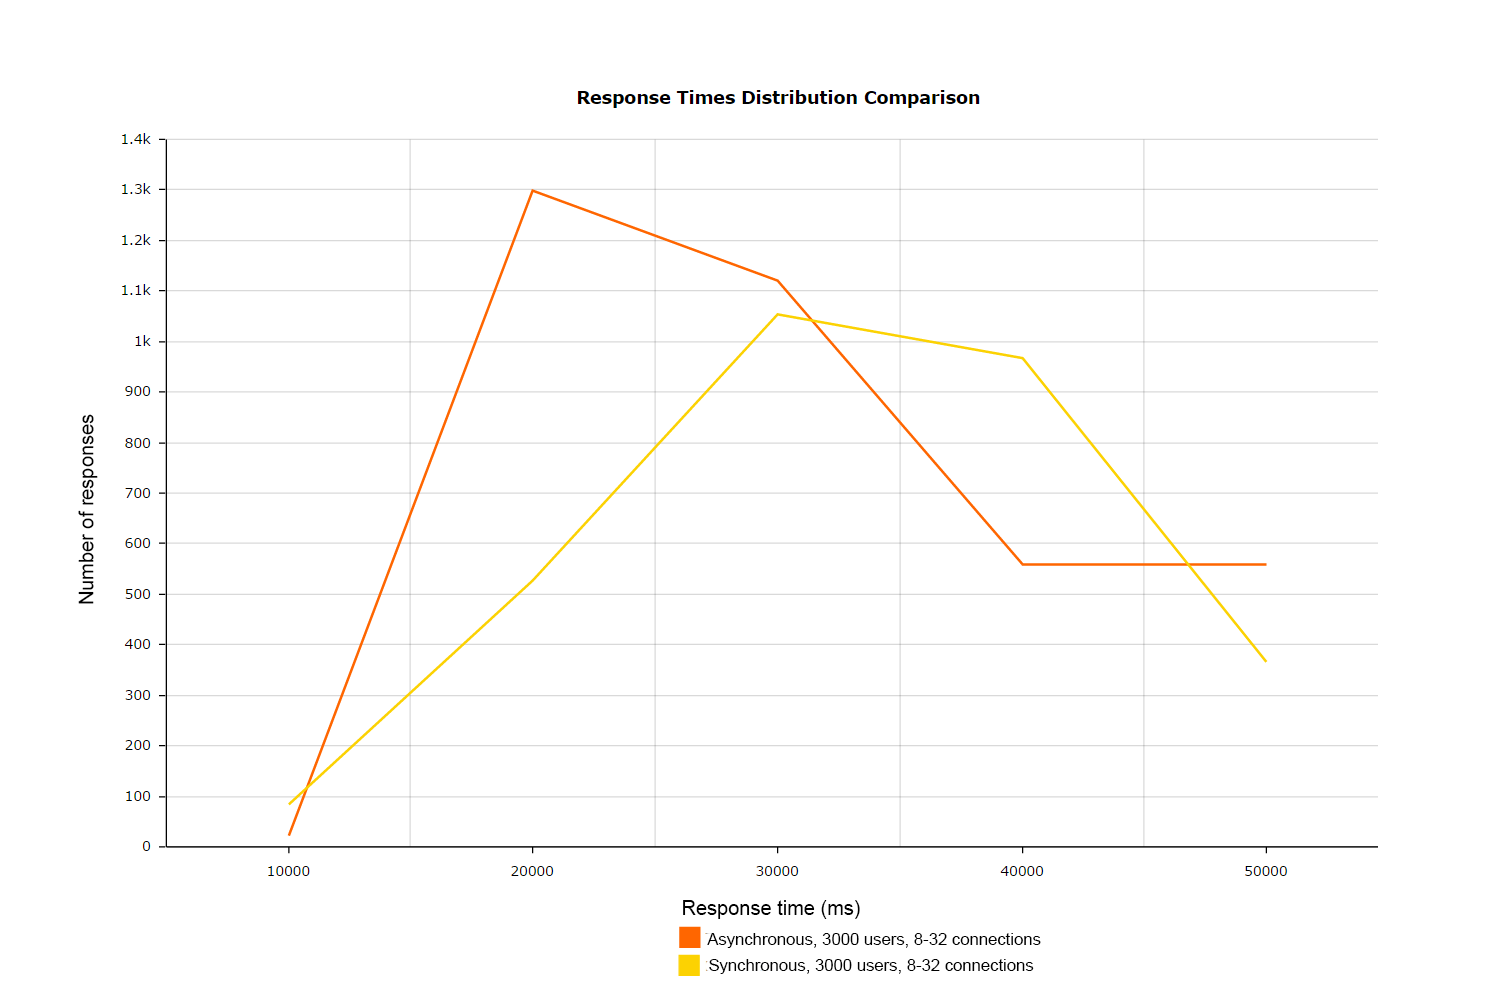 Response Times Distribution Comparison
1.4k
1.3k
1.2k
1.1k
1k
900
800
700
600
500
400
300
200
100
0
Number of responses
10000 20000 30000 40000 50000
Response time (ms)
Asynchronous, 3000 users, 8-32 connections
Synchronous, 3000 users, 8-32 connections